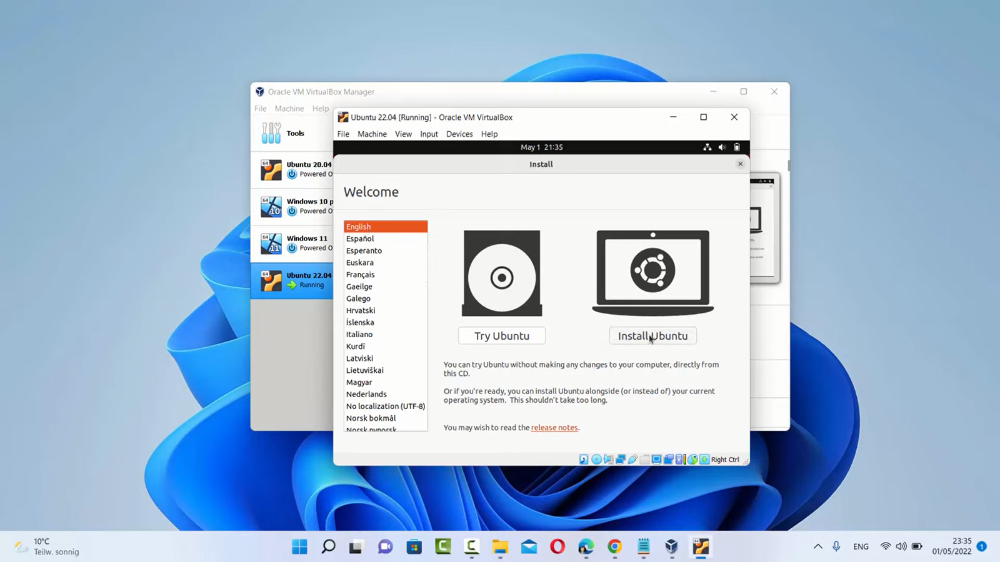 Oracle VM VirtualBox Manager
File Machine Help
Tools
64
Ubuntu 20.04
Powered O
64
10
Windows 10 p
Powered O
64
11
Windows 11
Powered O
64
Ubuntu 22.04
Running
Ubuntu 22.04 [Running] - Oracle VM VirtualBox
File Machine View Input Devices Help
May 1 21:35
Install
Welcome
English
Español
Esperanto
Euskara
Français
Gaeilge
Galego
Hrvatski
Íslenska
Italiano
Kurdî
Latviski
Lietuviškai
Magyar
Nederlands
No localization (UTF-8)
Norsk bokmål
Norsk nynorsk
Try Ubuntu
Install Ubuntu
You can try Ubuntu without making any changes to your computer, directly from
this CD.
Or if you're ready, you can install Ubuntu alongside (or instead of) your current
operating system. This shouldn't take too long.
You may wish to read the release notes.
Right Ctrl
10°C
Teilw. sonnig
ENG
23:35
01/05/2022
1